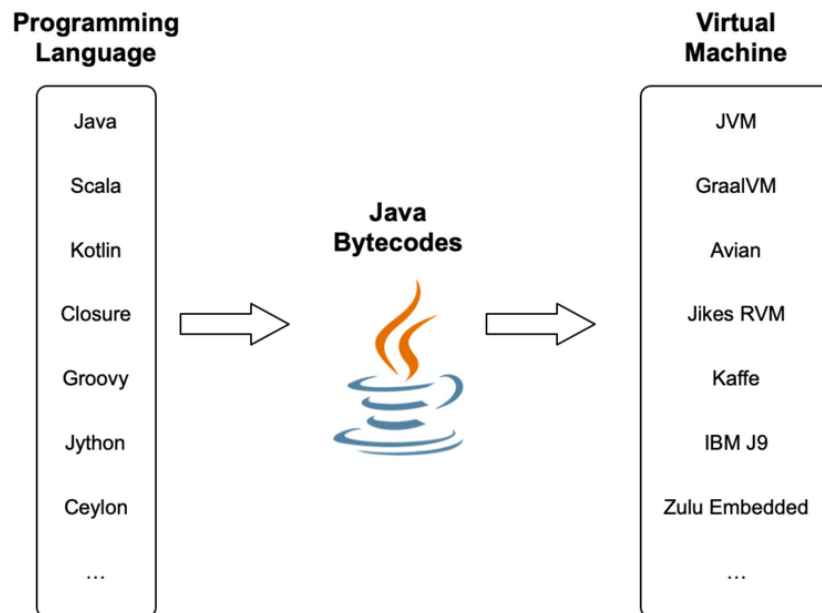 Programming
Language
Java
Scala
Kotlin
Closure
Groovy
Jython
Ceylon
...
Java
Bytecodes
Virtual
Machine
JVM
GraalVM
Avian
Jikes RVM
Kaffe
IBM J9
Zulu Embedded
...